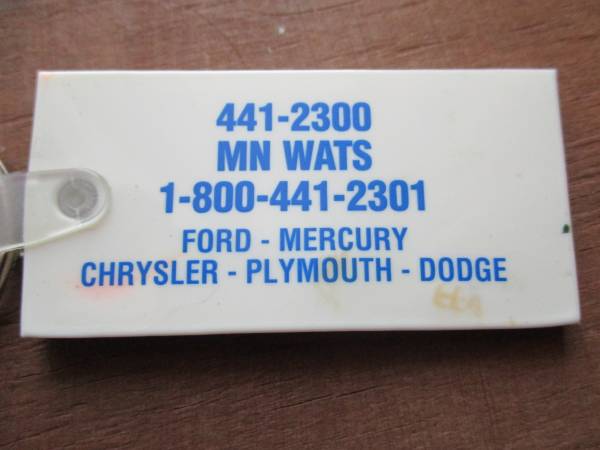 441-2300
MN WATS
1-800-441-2301
FORD - MERCURY
CHRYSLER - PLYMOUTH - DODGE